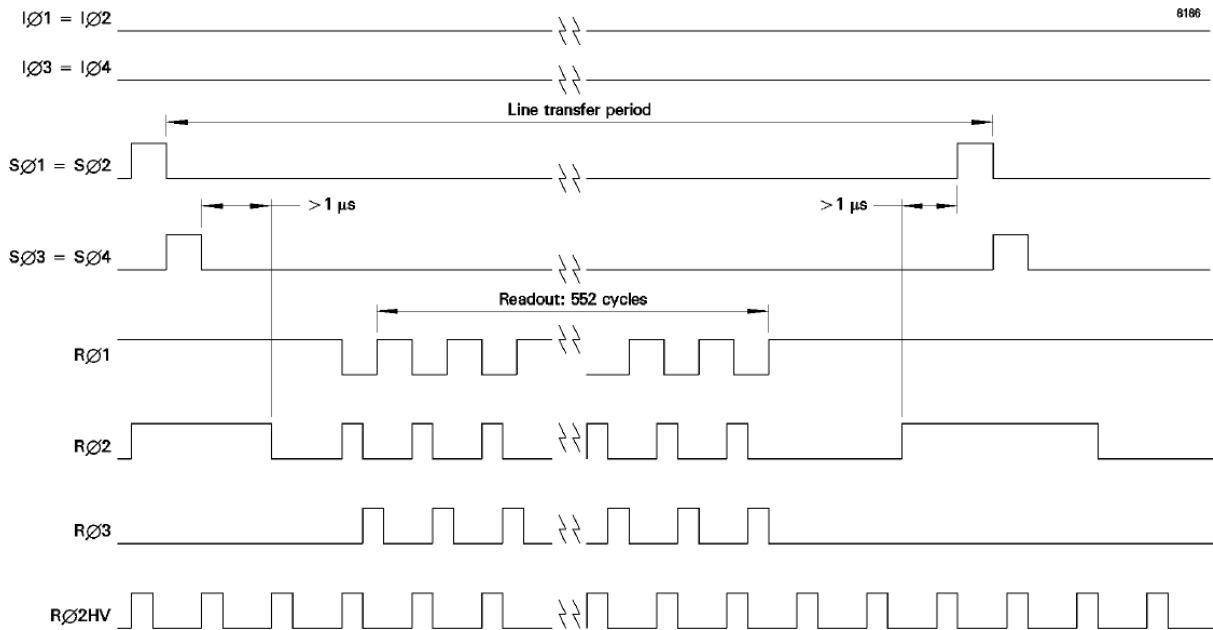 8186
IØ1 = IØ2
IØ3 = IØ4
Line transfer period
SØ1 = SØ2
>1 μs
>1 μs
SØ3 = SØ4
Readout: 552 cycles
RØ1
RØ2
RØ3
RØ2HV